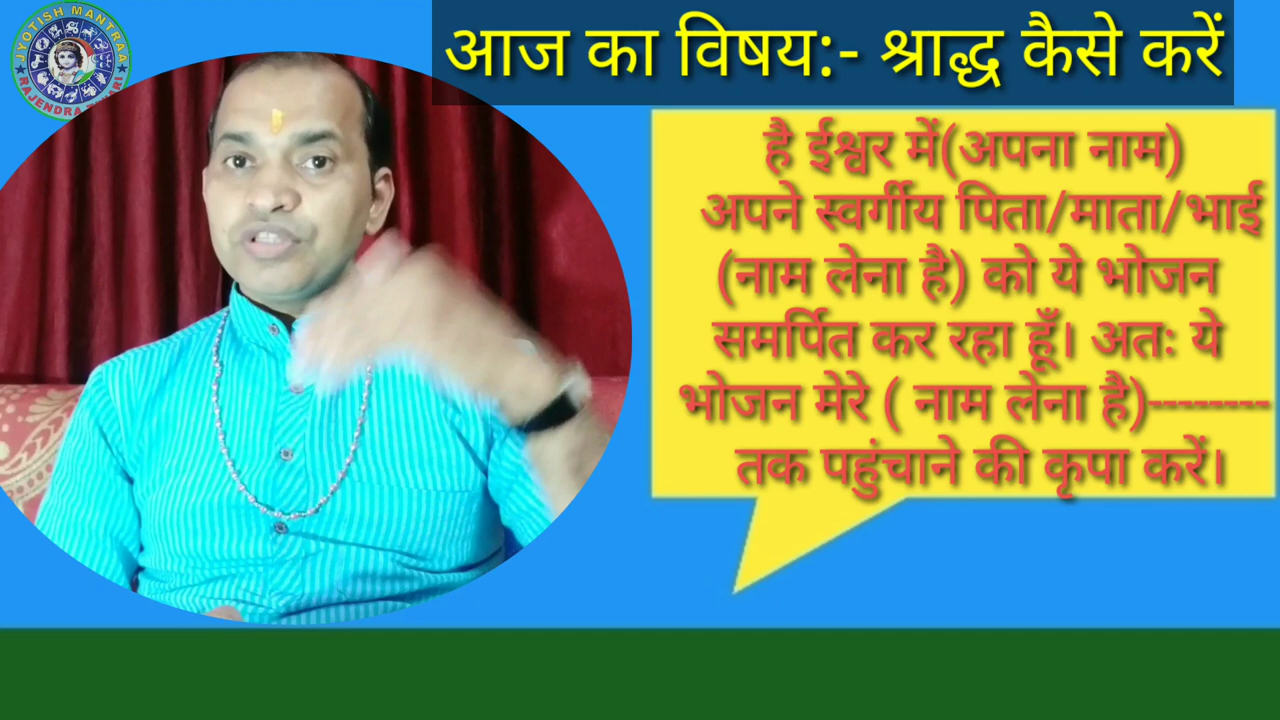 JYOTISH MANTRAA
RAJENDRA
आज का विषय:- श्राद्ध कैसे करें
है ईश्वर में(अपना नाम)
अपने स्वर्गीय पिता/माता/भाई
(नाम लेना है) को ये भोजन
समर्पित कर रहा हूँ। अतः ये
भोजन मेरे ( नाम लेना है)--------
तक पहुंचाने की कृपा करें।